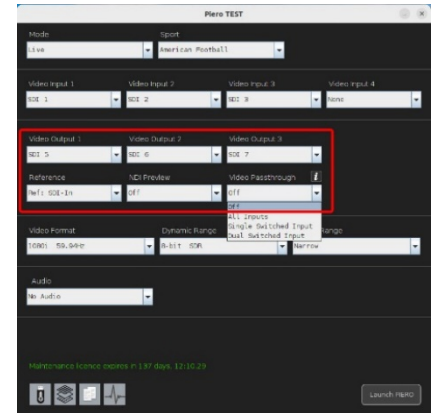 Piero TEST
Mode Sport
Live American Football
Video Input 1 Video Input 2 Video Input 3 Video Input 4
SDI 1 SDI 2 SDI 3 None
Video Output 1 Video Output 2 Video Output 3
SDI 5 SDI 6 SDI 7
Reference NDI Preview Video Passthrough i
Ref: SDI-In Off Off
Off
All Inputs
Single Switched Input
Dual Switched Input
Video Format Dynamic Range Range
1080i 59.94Hz 8-bit SDR Narrow
Audio
No Audio
Maintenance licence expires in 137 days, 12:10.29
Launch PIERO